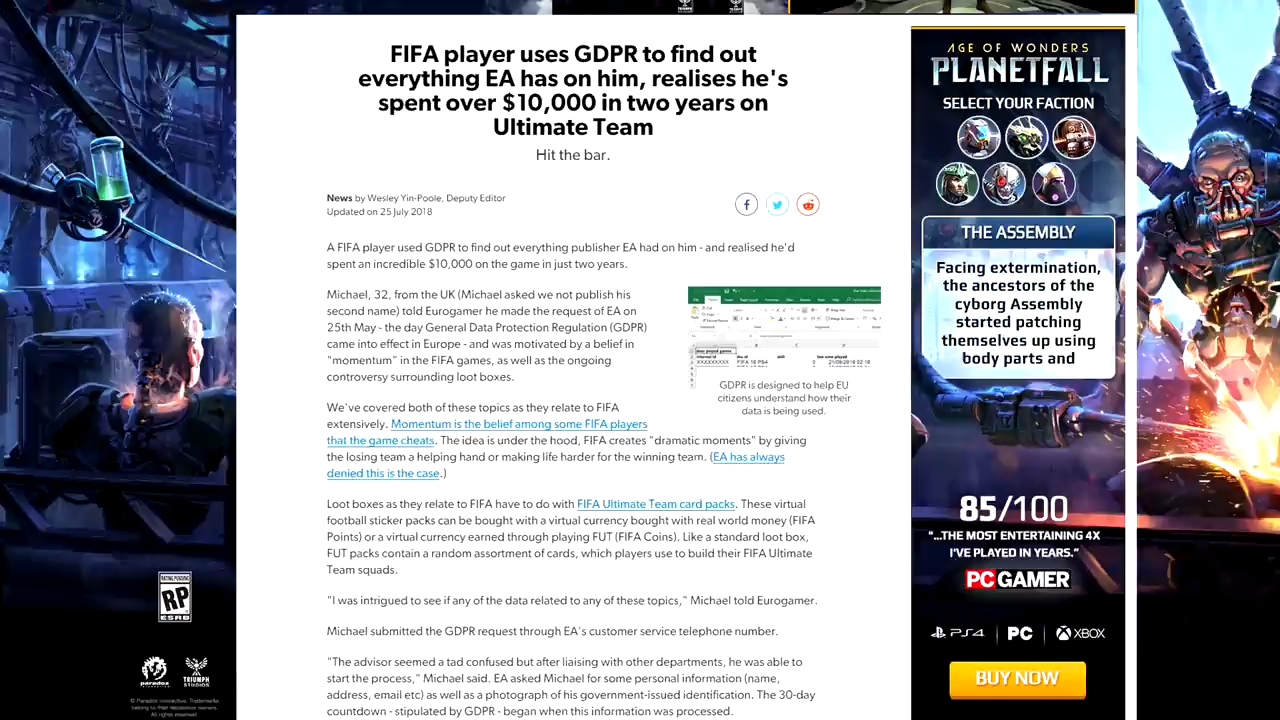 FIFA player uses GDPR to find out
everything EA has on him, realises he's
spent over $10,000 in two years on
Ultimate Team
Hit the bar.
News by Wesley Yin-Poole, Deputy Editor
Updated on 25 July 2018
A FIFA player used GDPR to find out everything publisher EA had on him - and realised he'd
spent an incredible $10,000 on the game in just two years.
Michael, 32, from the UK (Michael asked we not publish his
second name) told Eurogamer he made the request of EA on
25th May - the day General Data Protection Regulation (GDPR)
came into effect in Europe - and was motivated by a belief in
"momentum" in the FIFA games, as well as the ongoing
controversy surrounding loot boxes.
GDPR is designed to help EU
citizens understand how their
data is being used.
We've covered both of these topics as they relate to FIFA
extensively. Momentum is the belief among some FIFA players
that the game cheats. The idea is under the hood, FIFA creates "dramatic moments" by giving
the losing team a helping hand or making life harder for the winning team. (EA has always
denied this is the case.)
Loot boxes as they relate to FIFA have to do with FIFA Ultimate Team card packs. These virtual
football sticker packs can be bought with a virtual currency bought with real world money (FIFA
Points) or a virtual currency earned through playing FUT (FIFA Coins). Like a standard loot box,
FUT packs contain a random assortment of cards, which players use to build their FIFA Ultimate
Team squads.
"I was intrigued to see if any of the data related to any of these topics," Michael told Eurogamer.
Michael submitted the GDPR request through EA's customer service telephone number.
"The advisor seemed a tad confused but after liaising with other departments, he was able to
start the process," Michael said. EA asked Michael for some personal information (name,
address, email etc) as well as a photograph of his government-issued identification. The 30-day
countdown - stipulated by GDPR - began when this information was processed.
AGE OF WONDERS
PLANETFALL
SELECT YOUR FACTION
THE ASSEMBLY
Facing extermination,
the ancestors of the
cyborg Assembly
started patching
themselves up using
body parts and
85/100
"...THE MOST ENTERTAINING 4X
I'VE PLAYED IN YEARS."
PC GAMER
PS4
PC
XBOX
BUY NOW
RATING PENDING
RP
ESRB
paradox
TRIUMPH
STUDIOS
© Paradox Interactive. Trademarks
belong to their respective owners.
All rights reserved.